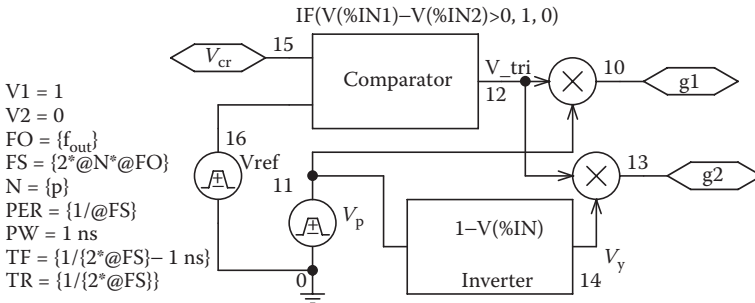 IF(V(%IN1)–V(%IN2)>0, 1, 0)
V_cr
15
Comparator
V_tri
12
10
g1
V1 = 1
V2 = 0
FO = {f_out}
FS = {2*@N*@FO}
N = {p}
PER = {1/@FS}
PW = 1 ns
TF = {1/{2*@FS}– 1 ns}
TR = {1/{2*@FS}}
16
Vref
11
V_p
0
13
g2
1–V(%IN)
Inverter
V_y
14